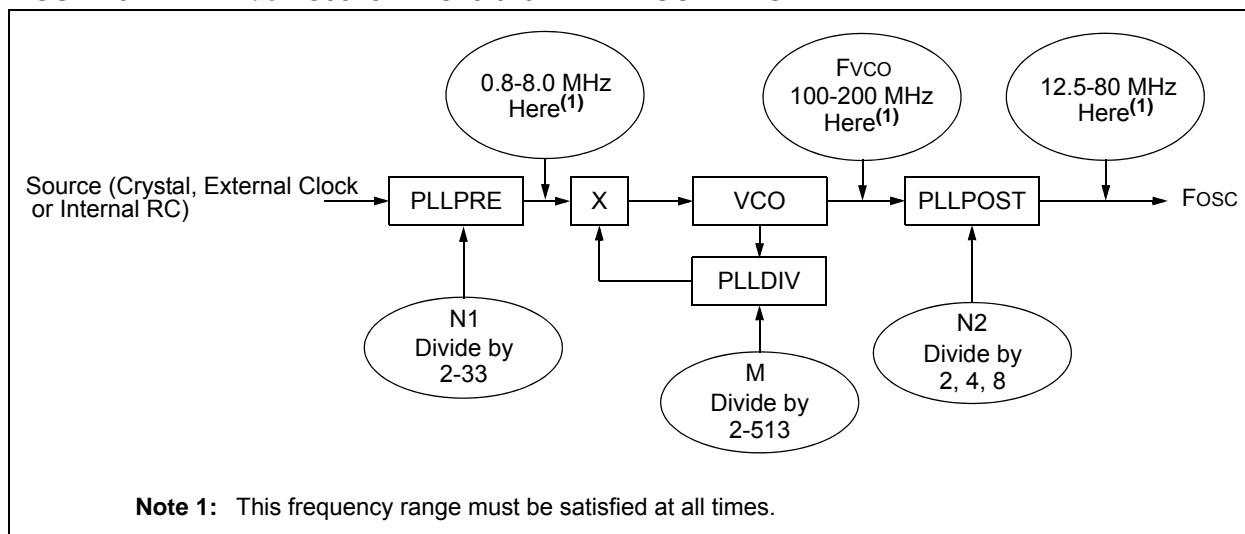 0.8-8.0 MHz
Here(1)
FVCO
100-200 MHz
Here(1)
12.5-80 MHz
Here(1)
Source (Crystal, External Clock
or Internal RC)
PLLPRE
X
VCO
PLLPOST
FOSC
PLLDIV
N1
Divide by
2-33
M
Divide by
2-513
N2
Divide by
2, 4, 8
Note 1: This frequency range must be satisfied at all times.